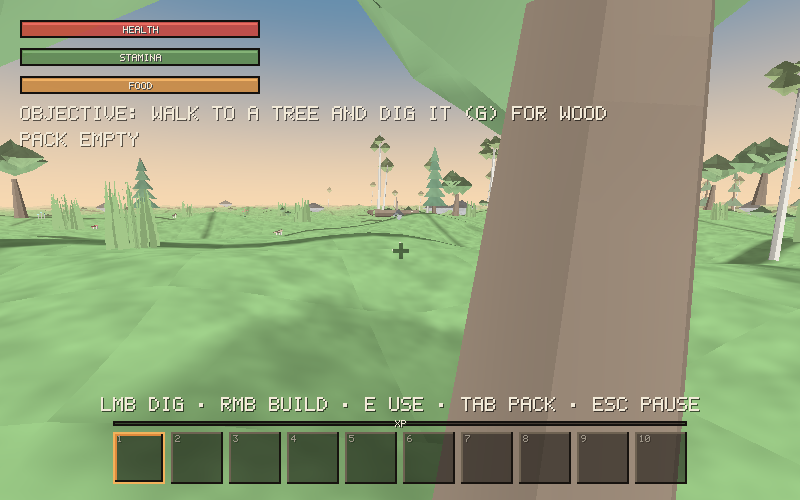 HEALTH
STAMINA
FOOD
OBJECTIVE: WALK TO A TREE AND DIG IT (G) FOR WOOD
PACK EMPTY
LMB DIG · RMB BUILD · E USE · TAB PACK · ESC PAUSE
XP
1 2 3 4 5 6 7 8 9 10